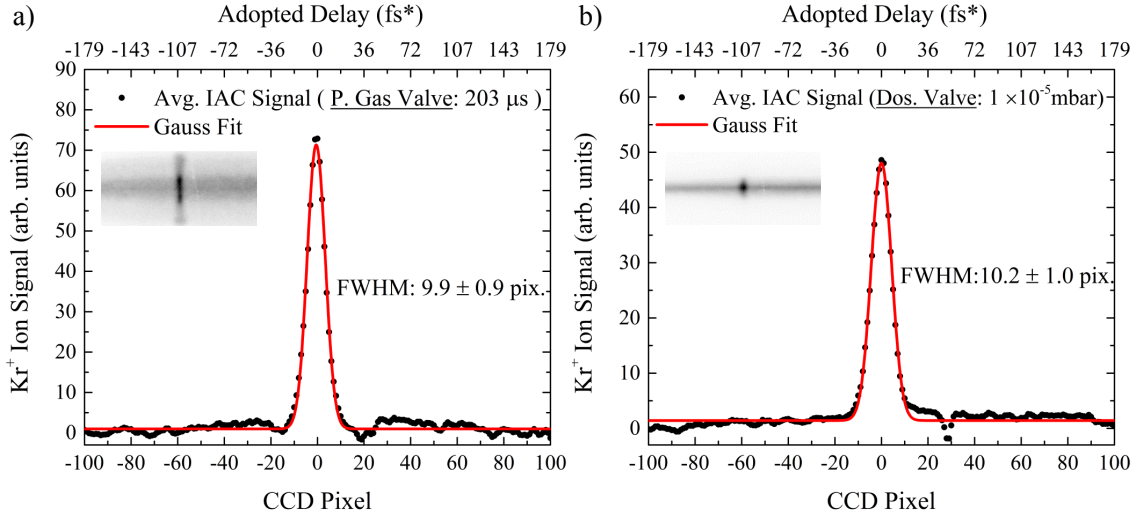 a)
Adopted Delay (fs*)
-179 -143 -107 -72 -36 0 36 72 107 143 179
90
80
70
60
50
40
30
20
10
0
Kr⁺ Ion Signal (arb. units)
Avg. IAC Signal ( P. Gas Valve: 203 μs )
Gauss Fit
FWHM: 9.9 ± 0.9 pix.
-100 -80 -60 -40 -20 0 20 40 60 80 100
CCD Pixel
b)
Adopted Delay (fs*)
-179 -143 -107 -72 -36 0 36 72 107 143 179
60
50
40
30
20
10
0
Kr⁺ Ion Signal (arb. units)
Avg. IAC Signal (Dos. Valve: 1 ×10⁻⁵mbar)
Gauss Fit
FWHM:10.2 ± 1.0 pix.
-100 -80 -60 -40 -20 0 20 40 60 80 100
CCD Pixel